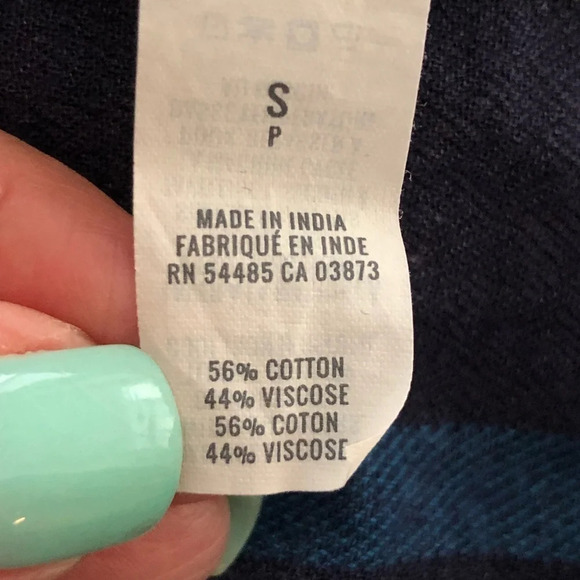 S
P
MADE IN INDIA
FABRIQUÉ EN INDE
RN 54485 CA 03873
56% COTTON
44% VISCOSE
56% COTON
44% VISCOSE